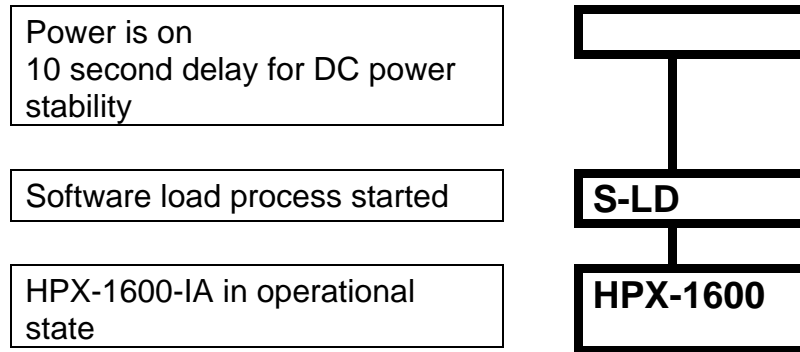 Power is on
10 second delay for DC power
stability
Software load process started
S-LD
HPX-1600-IA in operational
state
HPX-1600